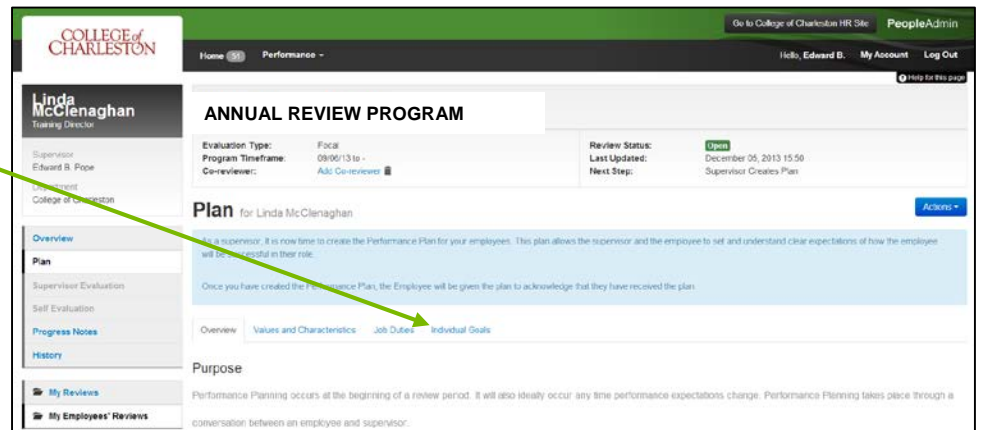 COLLEGE of
CHARLESTON
Go to College of Charleston HR Site PeopleAdmin
Home 51 Performance
Hello, Edward B. My Account Log Out
Help for this page
Linda
McClenaghan
Training Director
Supervisor
Edward B. Pope
Department
College of Charleston
ANNUAL REVIEW PROGRAM
Evaluation Type: Focal
Program Timeframe: 09/06/13 to -
Co-reviewer: Add Co-reviewer
Review Status: Open
Last Updated: December 05, 2013 15:50
Next Step: Supervisor Creates Plan
Plan for Linda McClenaghan
Actions
As a supervisor, it is now time to create the Performance Plan for your employees. This plan allows the supervisor and the employee to set and understand clear expectations of how the employee
will be successful in their role.
Once you have created the Performance Plan, the Employee will be given the plan to acknowledge that they have received the plan
Overview
Plan
Supervisor Evaluation
Self Evaluation
Progress Notes
History
My Reviews
My Employees' Reviews
Overview Values and Characteristics Job Duties Individual Goals
Purpose
Performance Planning occurs at the beginning of a review period. It will also ideally occur any time performance expectations change. Performance Planning takes place through a
conversation between an employee and supervisor.